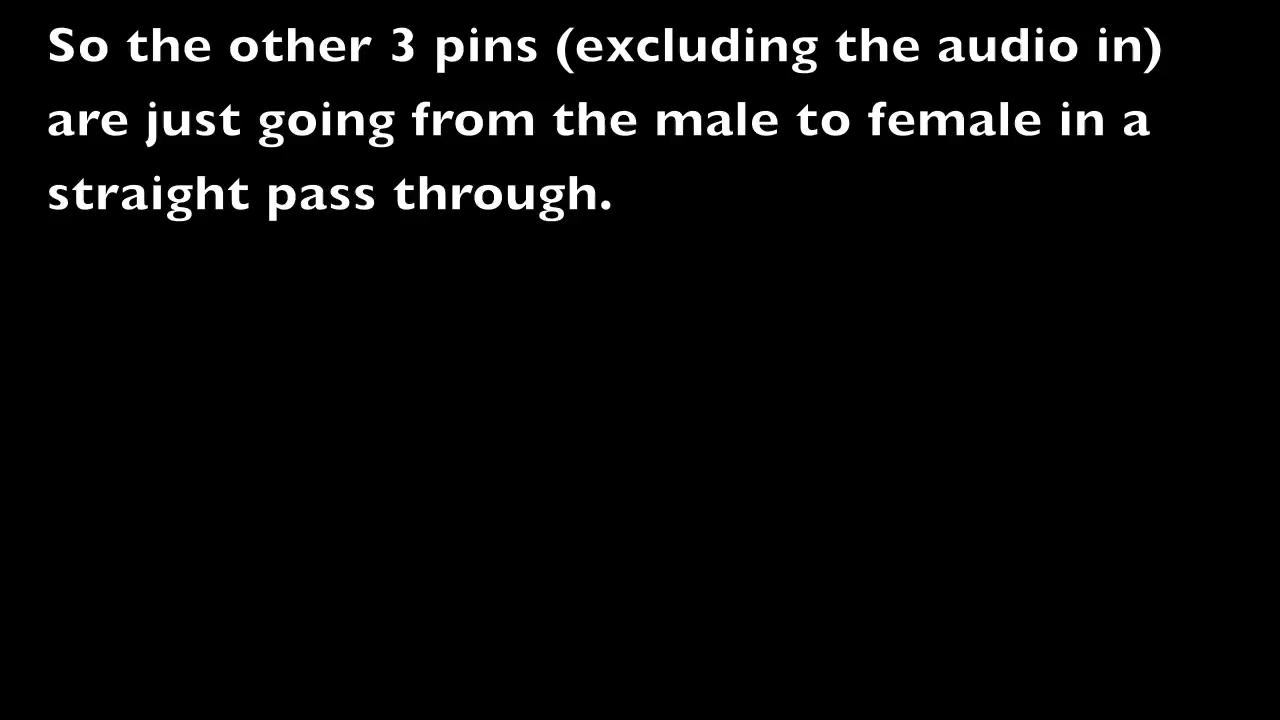 So the other 3 pins (excluding the audio in)
are just going from the male to female in a
straight pass through.